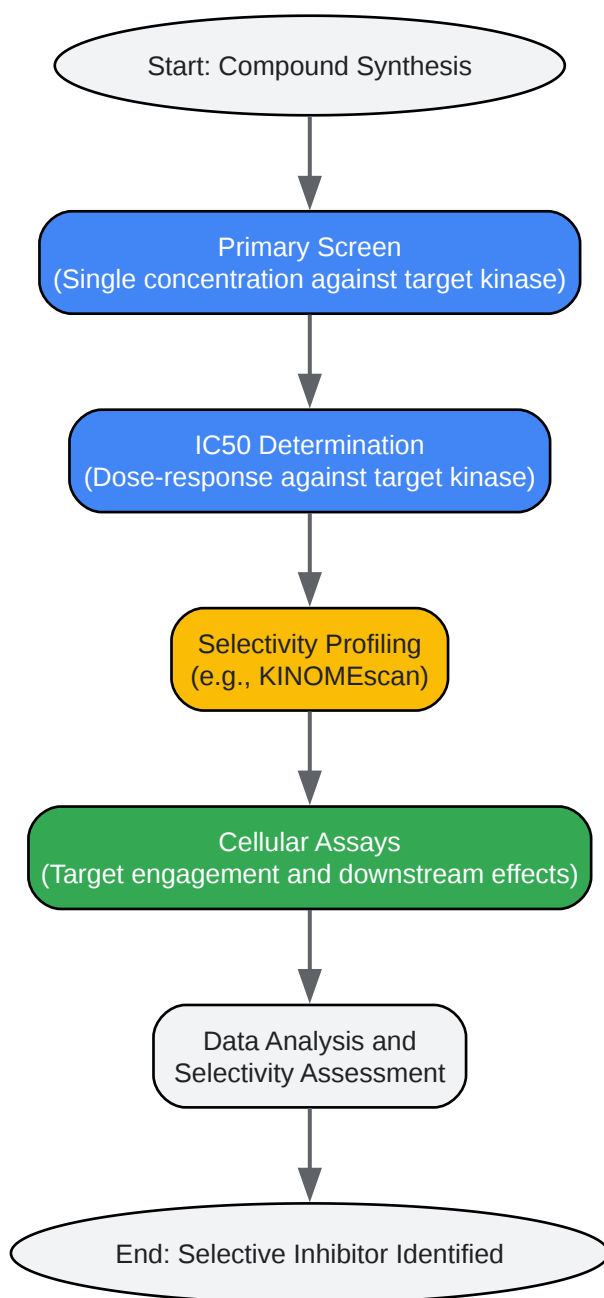 Start: Compound Synthesis
Primary Screen
(Single concentration against target kinase)
IC50 Determination
(Dose-response against target kinase)
Selectivity Profiling
(e.g., KINOMEscan)
Cellular Assays
(Target engagement and downstream effects)
Data Analysis and
Selectivity Assessment
End: Selective Inhibitor Identified